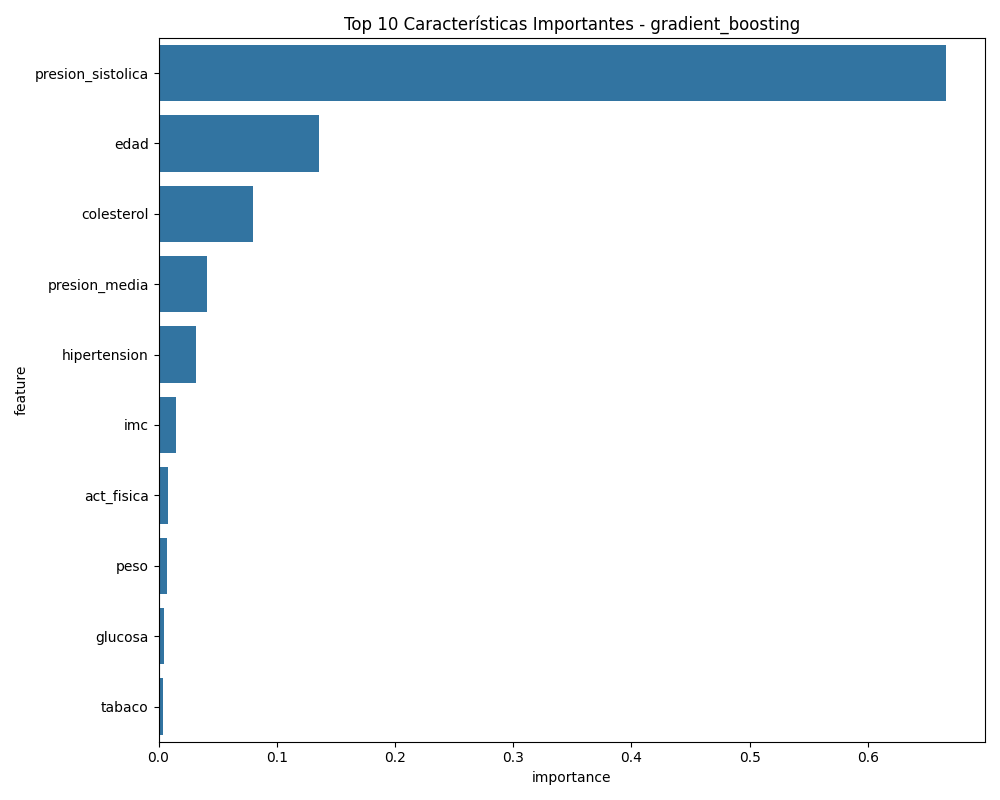 Top 10 Características Importantes - gradient_boosting
feature
presion_sistolica
edad
colesterol
presion_media
hipertension
imc
act_fisica
peso
glucosa
tabaco
0.0 0.1 0.2 0.3 0.4 0.5 0.6
importance